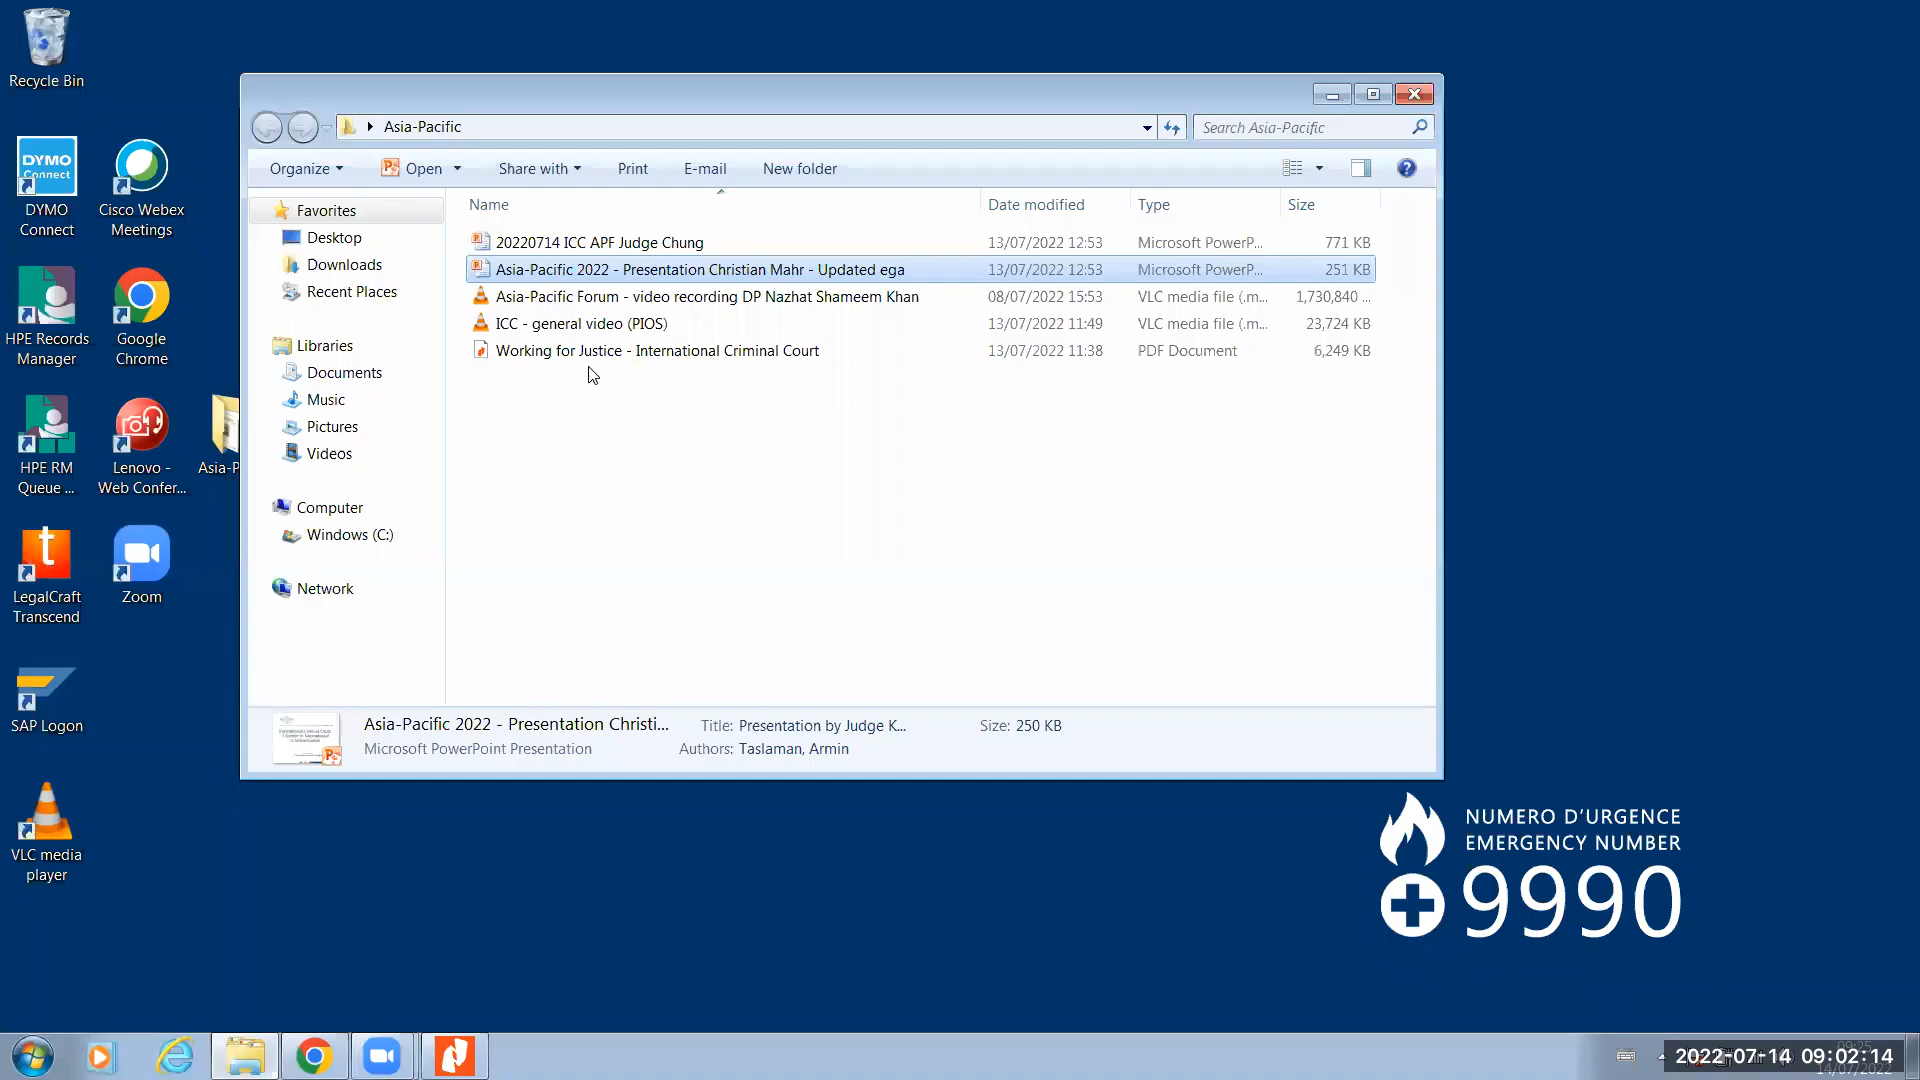 Recycle Bin
DYMO
Connect
DYMO
Connect
Cisco Webex
Meetings
HPE Records
Manager
Google
Chrome
HPE RM
Queue ...
Lenovo -
Web Confer...
Asia-P
t
LegalCraft
Transcend
Zoom
SAP Logon
VLC media
player
Asia-Pacific
Search Asia-Pacific
Organize
Open
Share with
Print
E-mail
New folder
Favorites
Desktop
Downloads
Recent Places
Libraries
Documents
Music
Pictures
Videos
Computer
Windows (C:)
Network
Name Date modified Type Size
20220714 ICC APF Judge Chung 13/07/2022 12:53 Microsoft PowerP... 771 KB
Asia-Pacific 2022 - Presentation Christian Mahr - Updated ega 13/07/2022 12:53 Microsoft PowerP... 251 KB
Asia-Pacific Forum - video recording DP Nazhat Shameem Khan 08/07/2022 15:53 VLC media file (.m... 1,730,840 ...
ICC - general video (PIOS) 13/07/2022 11:49 VLC media file (.m... 23,724 KB
Working for Justice - International Criminal Court 13/07/2022 11:38 PDF Document 6,249 KB
Asia-Pacific 2022 - Presentation Christi... Title: Presentation by Judge K... Size: 250 KB
Microsoft PowerPoint Presentation Authors: Taslaman, Armin
NUMERO D'URGENCE
EMERGENCY NUMBER
9990
2022-07-14 09:02:14
09:25
14/07/2022